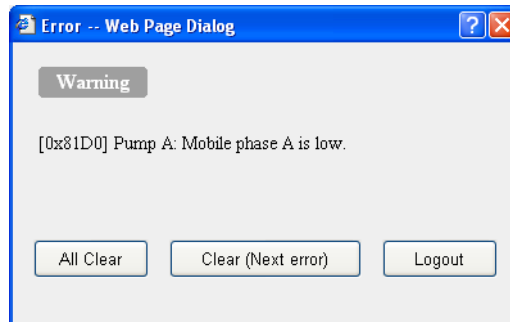 Error -- Web Page Dialog
?
Warning
[0x81D0] Pump A: Mobile phase A is low.
All Clear Clear (Next error) Logout